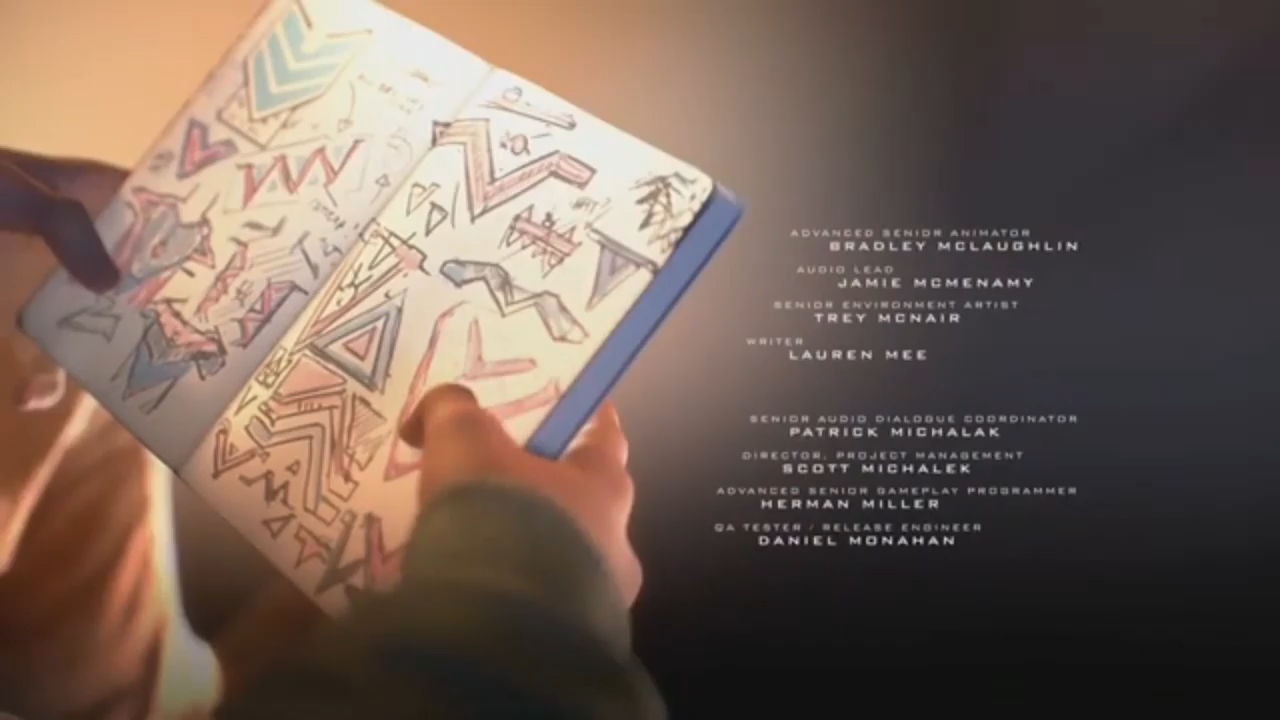 ADVANCED SENIOR ANIMATOR
BRADLEY MCLAUGHLIN
AUDIO LEAD
JAMIE MCMENAMY
SENIOR ENVIRONMENT ARTIST
TREY MCNAIR
WRITER
LAUREN MEE
SENIOR AUDIO DIALOGUE COORDINATOR
PATRICK MICHALAK
DIRECTOR, PROJECT MANAGEMENT
SCOTT MICHALEK
ADVANCED SENIOR GAMEPLAY PROGRAMMER
HERMAN MILLER
QA TESTER / RELEASE ENGINEER
DANIEL MONAHAN